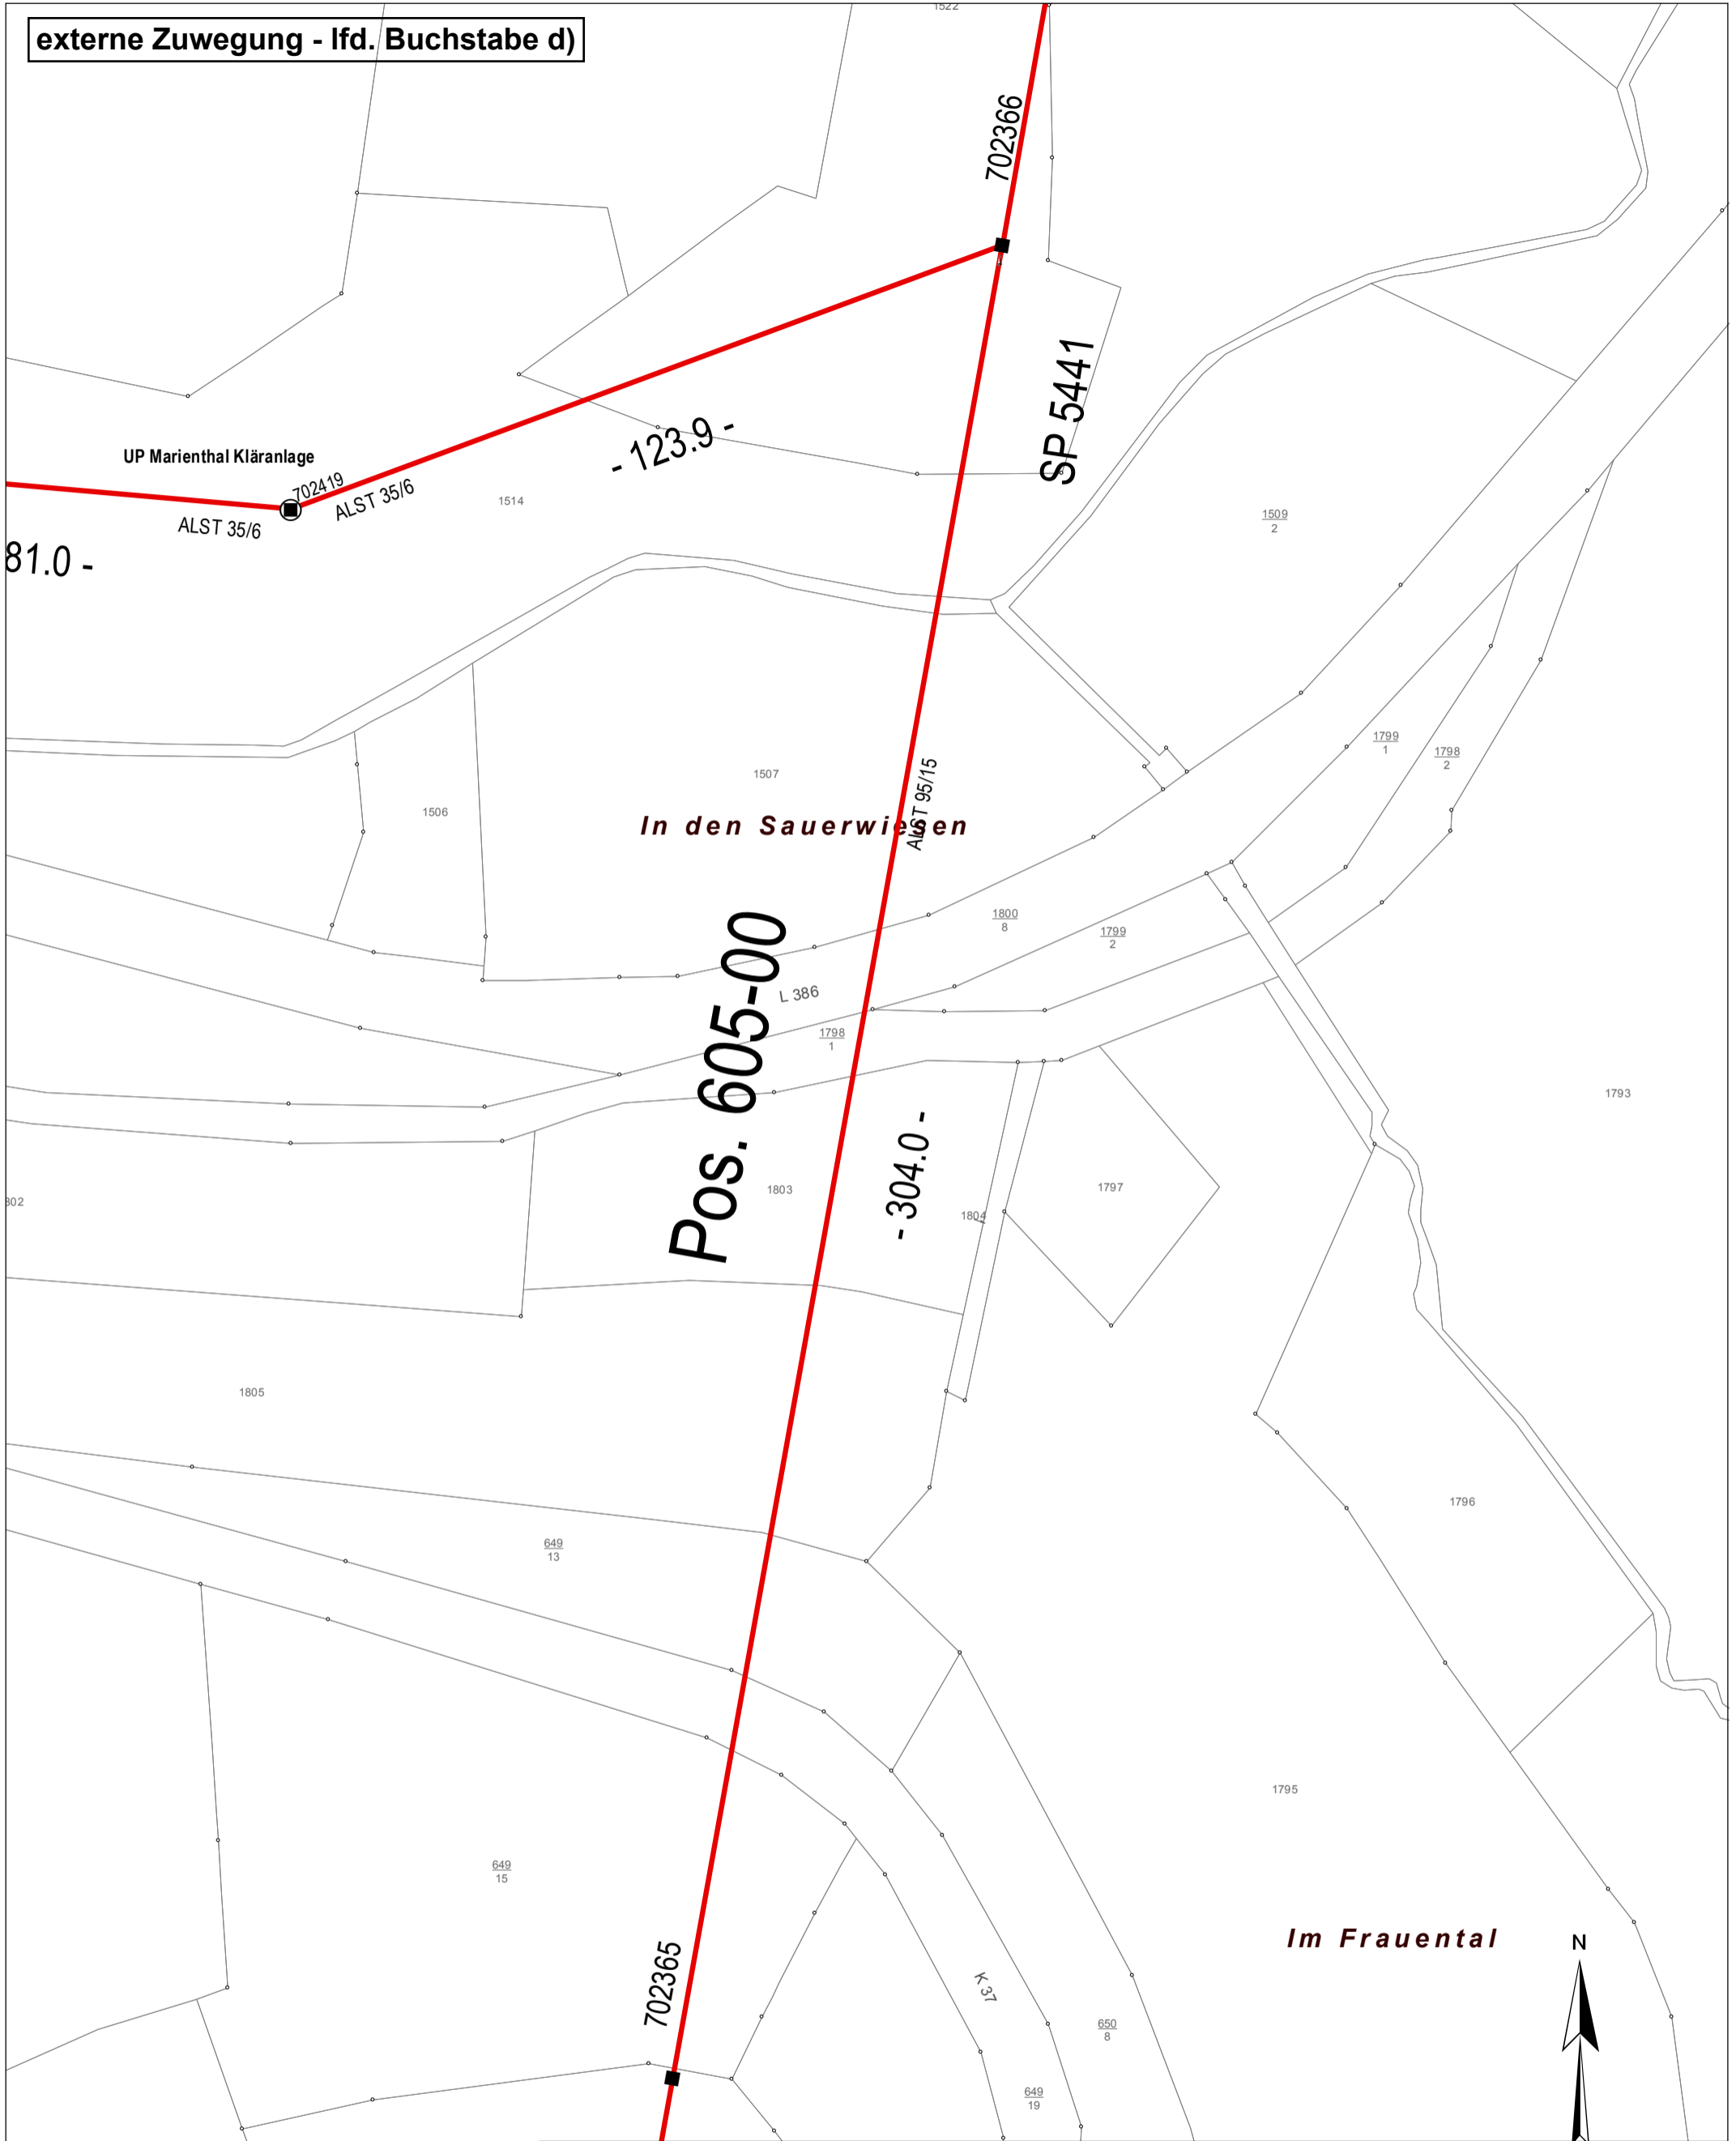 1522
externe Zuwegung - lfd. Buchstabe d)
702366
SP 5441
- 123.9 -
UP Marienthal Kläranlage
702419
ALST 35/6
ALST 35/6
1514
1509
2
81.0 -
1799
1
1798
2
1507
ALST 95/15
1506
In den Sauerwiesen
1800
8
1799
2
L 386
1798
1
Pos. 605-00
1793
- 304.0 -
1803
1797
802
1804
1805
1796
649
13
1795
649
15
Im Frauental
N
702365
K 37
650
8
649
19